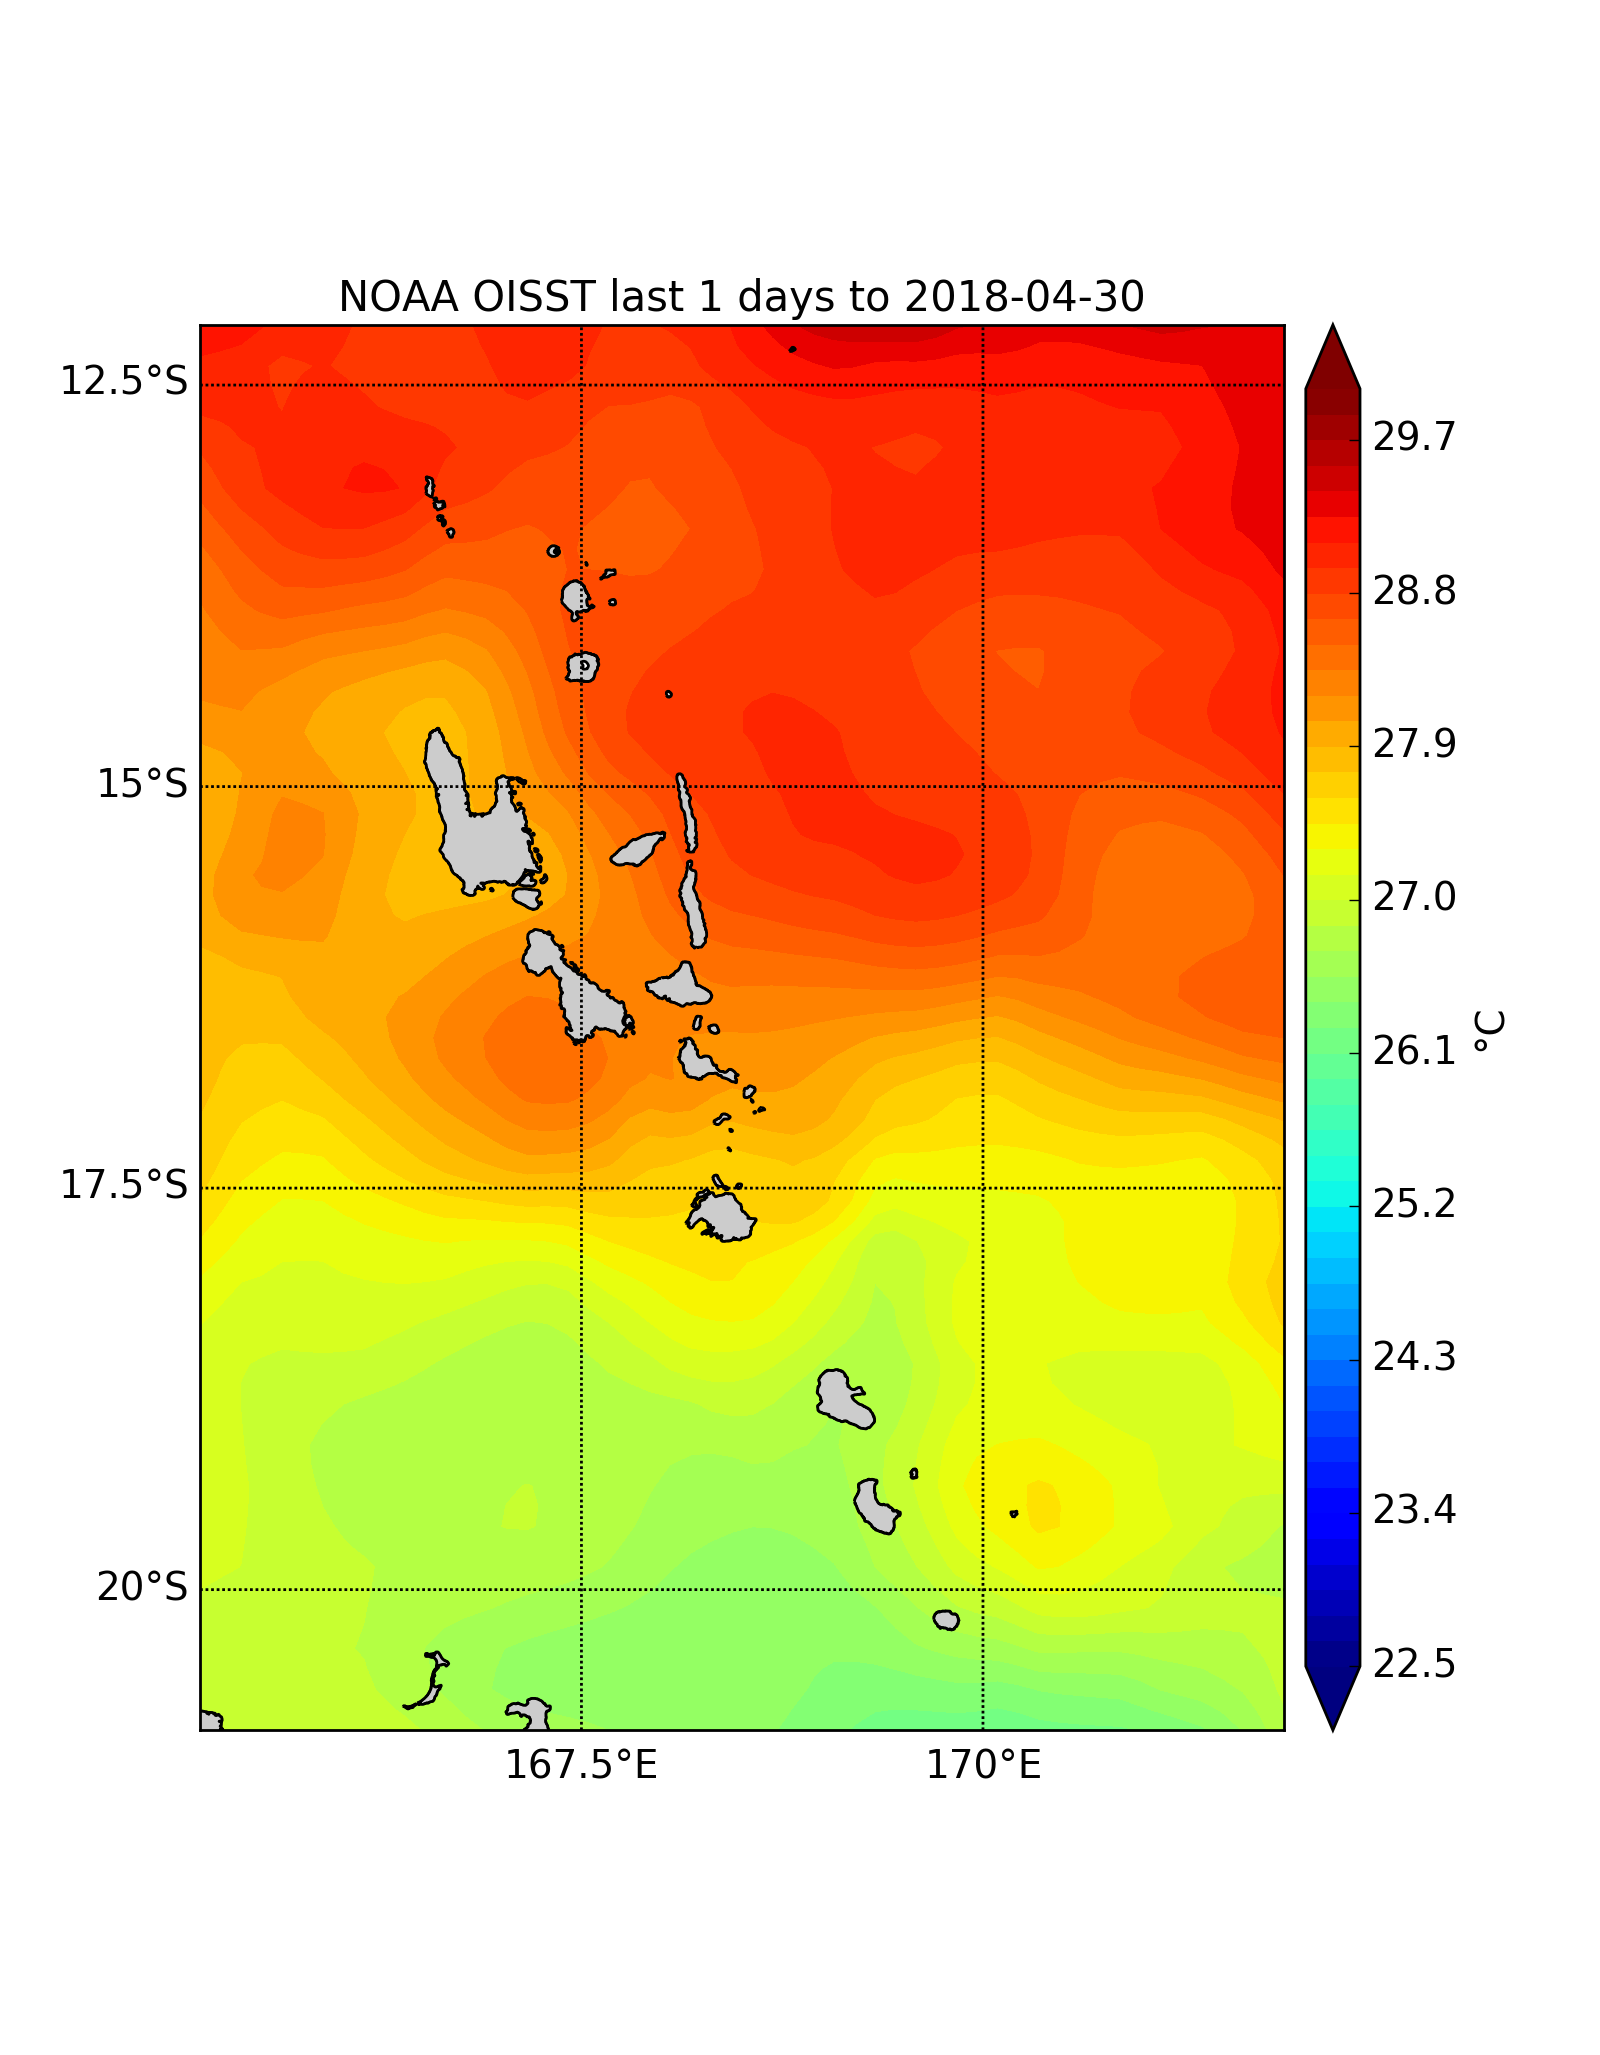 NOAA OISST last 1 days to 2018-04-30
12.5°S
15°S
17.5°S
20°S
167.5°E
170°E
29.7
28.8
27.9
27.0
26.1
25.2
24.3
23.4
22.5
°C